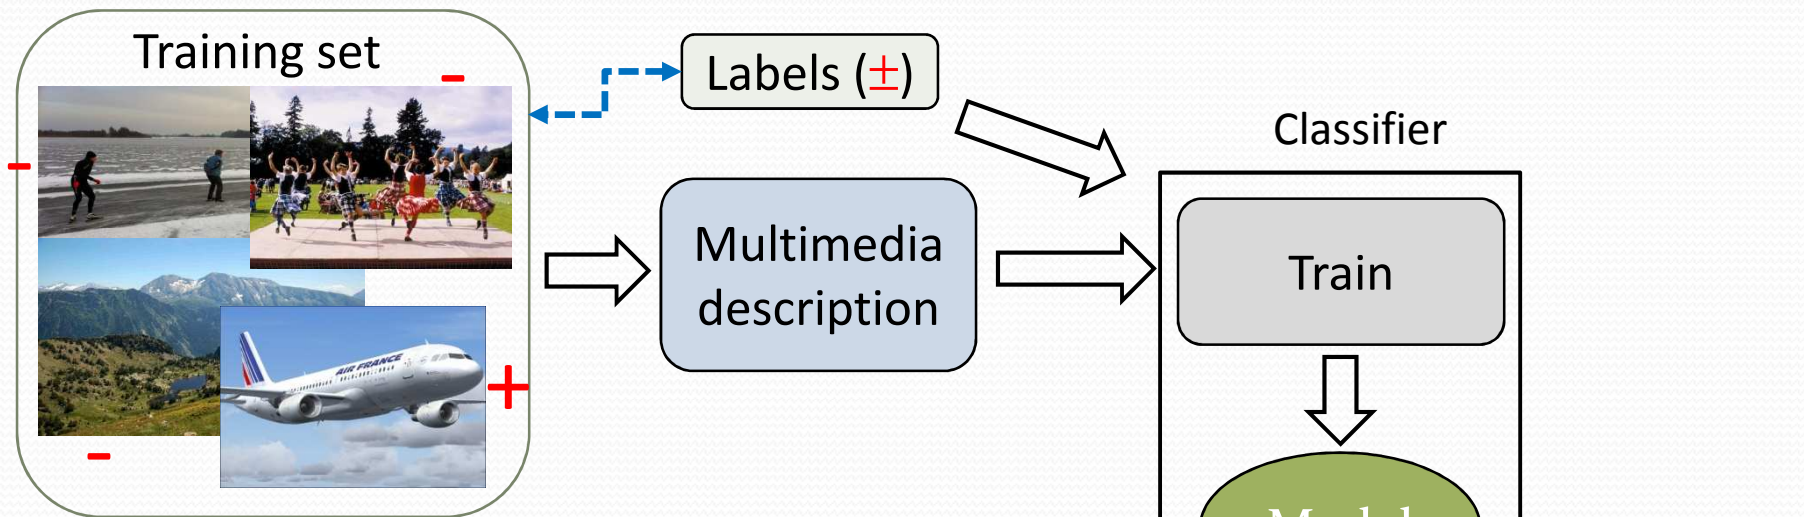 Training set
-
-
Labels (±)
Classifier
Multimedia
description
Train
AIR FRANCE
+
-